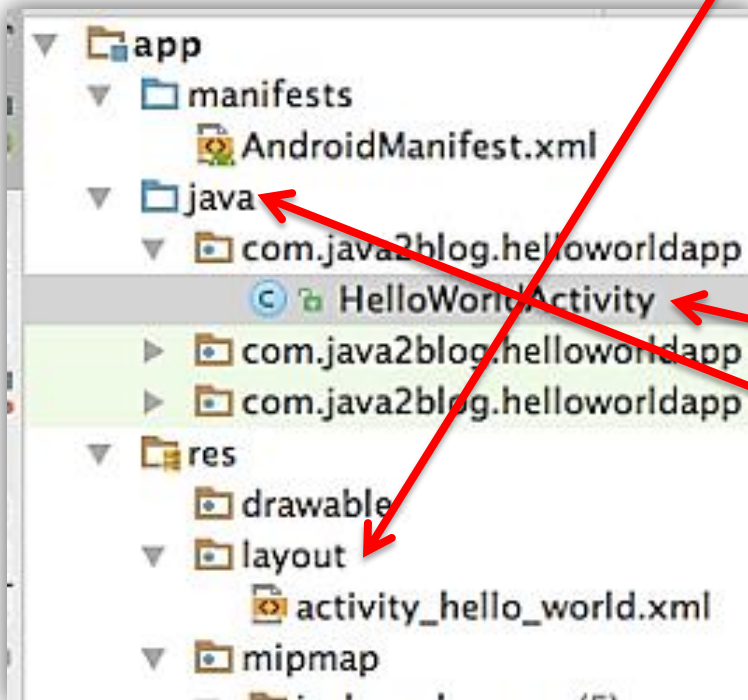 app
manifests
AndroidManifest.xml
java
com.java2blog.helloworldapp
HelloWorldActivity
com.java2blog.helloworldapp
com.java2blog.helloworldapp
res
drawable
layout
activity_hello_world.xml
mipmap